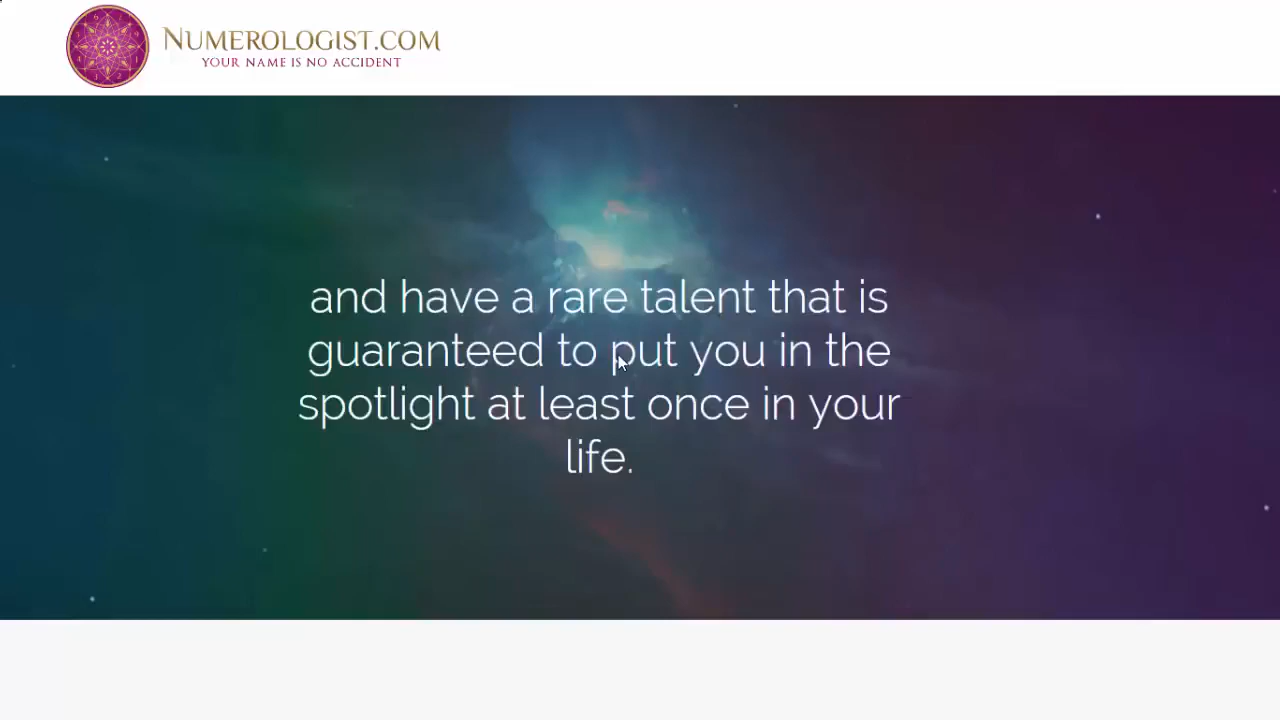 NUMEROLOGIST.COM
YOUR NAME IS NO ACCIDENT
and have a rare talent that is
guaranteed to put you in the
spotlight at least once in your
life.